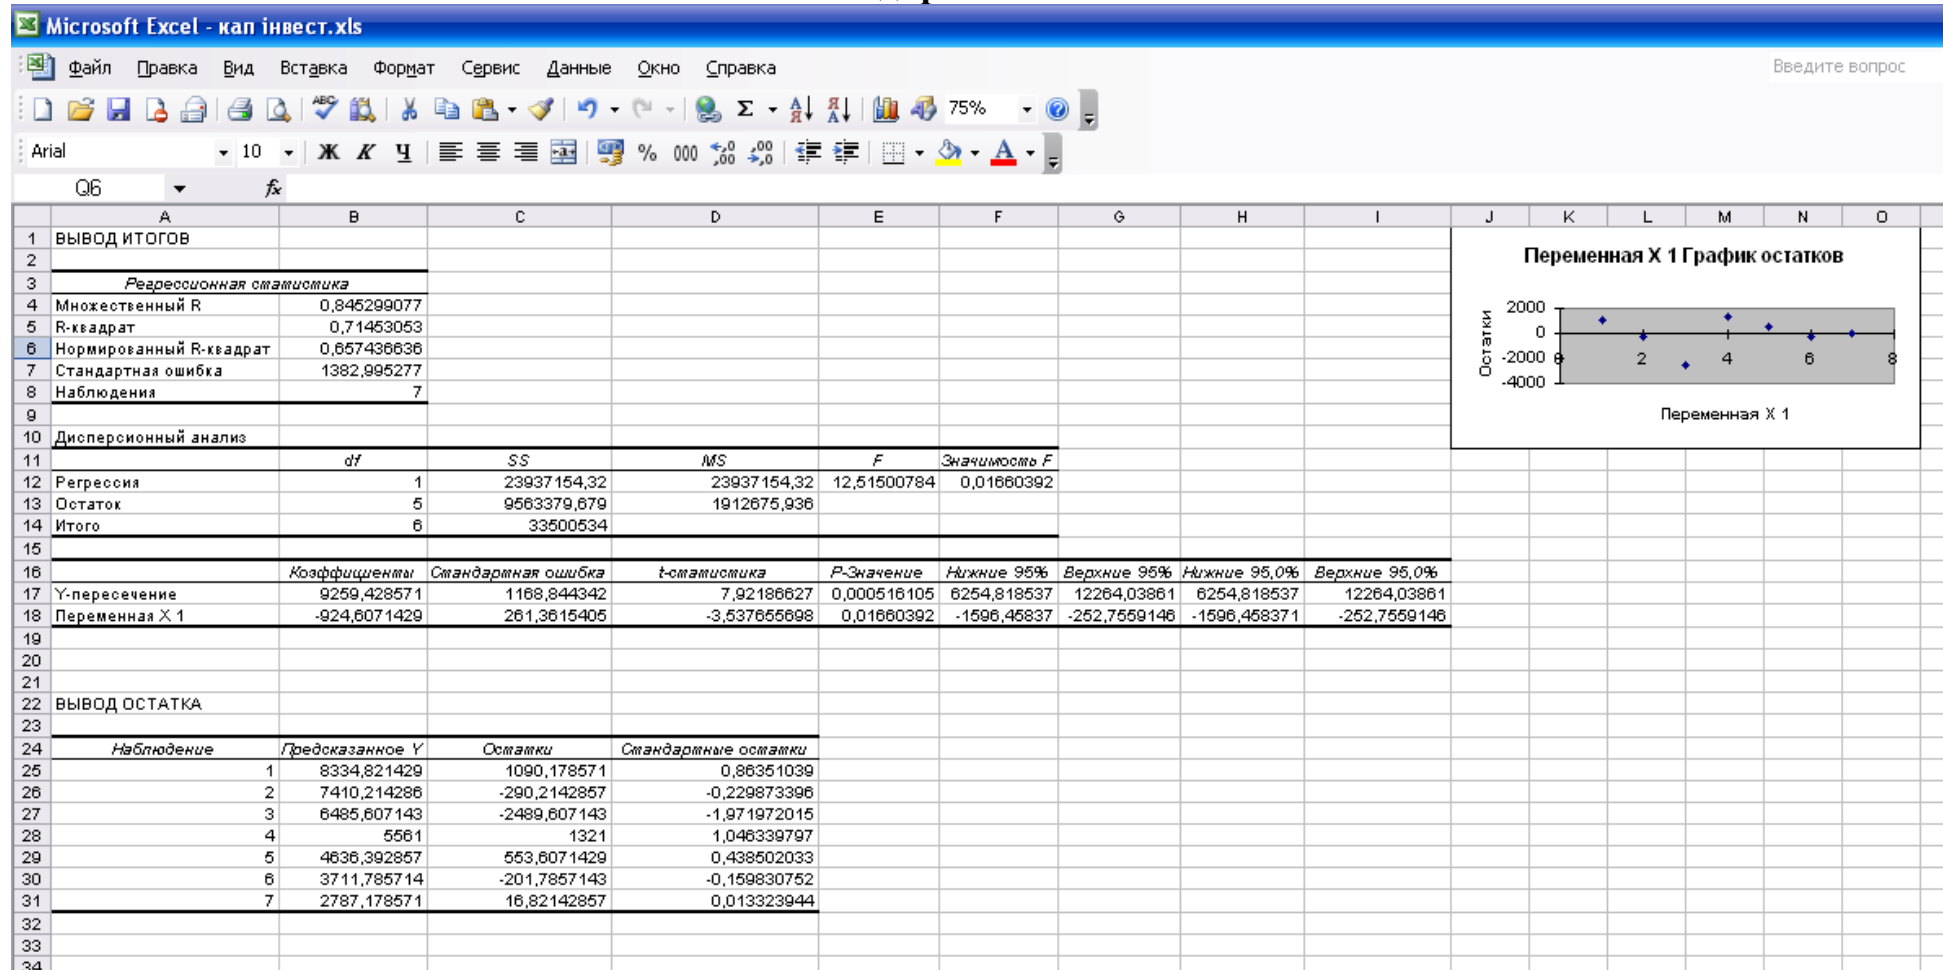 Microsoft Excel - кап інвест.xls
Файл Правка Вид Вставка Формат Сервис Данные Окно Справка Введите вопрос
75%
Arial 10 Ж К Ч % 000
Q6 fx
A B C D E F G H I J K L M N O
1 ВЫВОД ИТОГОВ
2
3 Регрессионная статистика
4 Множественный R 0,845299077
5 R-квадрат 0,71453053
6 Нормированный R-квадрат 0,657436636
7 Стандартная ошибка 1382,995277
8 Наблюдения 7
9
10 Дисперсионный анализ
11 df SS MS F Значимость F
12 Регрессия 1 23937154,32 23937154,32 12,51500784 0,01660392
13 Остаток 5 9563379,679 1912675,936
14 Итого 6 33500534
15
16 Коэффициенты Стандартная ошибка t-статистика P-Значение Нижние 95% Верхние 95% Нижние 95,0% Верхние 95,0%
17 Y-пересечение 9259,428571 1168,844342 7,92186627 0,000516105 6254,818537 12264,03861 6254,818537 12264,03861
18 Переменная X 1 -924,6071429 261,3615405 -3,537655698 0,01660392 -1596,45837 -252,7559146 -1596,458371 -252,7559146
19
20
21
22 ВЫВОД ОСТАТКА
23
24 Наблюдение Предсказанное Y Остатки Стандартные остатки
25 1 8334,821429 1090,178571 0,86351039
26 2 7410,214286 -290,2142857 -0,229873396
27 3 6485,607143 -2489,607143 -1,971972015
28 4 5561 1321 1,046339797
29 5 4636,392857 553,6071429 0,438502033
30 6 3711,785714 -201,7857143 -0,159830752
31 7 2787,178571 16,82142857 0,013323944
32
33
34
Переменная X 1 График остатков
Остатки
2000
0
-2000
-4000
0 2 4 6 8
Переменная X 1